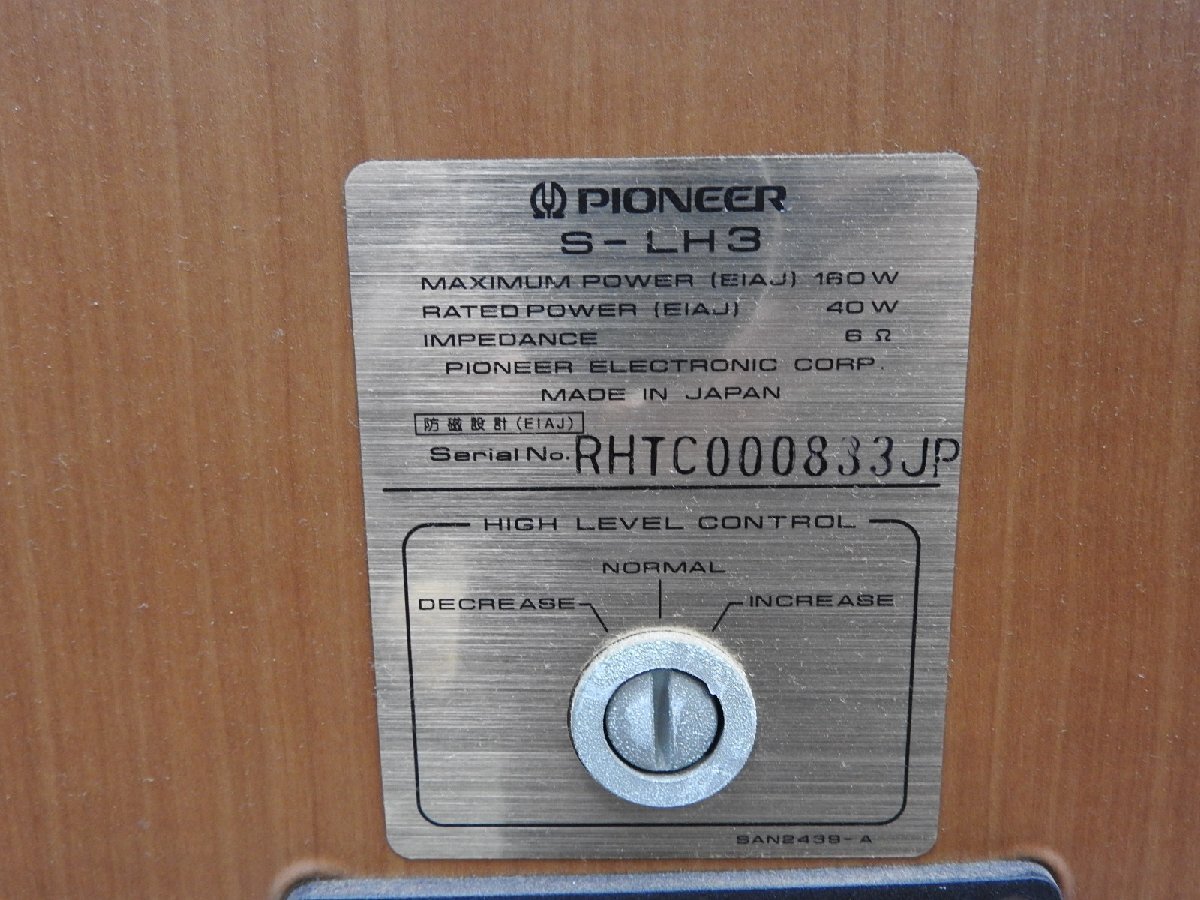 PIONEER
S-LH3
MAXIMUM POWER (EIAJ) 160W
RATED POWER (EIAJ) 40W
IMPEDANCE 6Ω
PIONEER ELECTRONIC CORP.
MADE IN JAPAN
防磁設計(EIAJ)
Serial No. RHTC000833JP
HIGH LEVEL CONTROL
NORMAL
DECREASE INCREASE
SAN2439-A